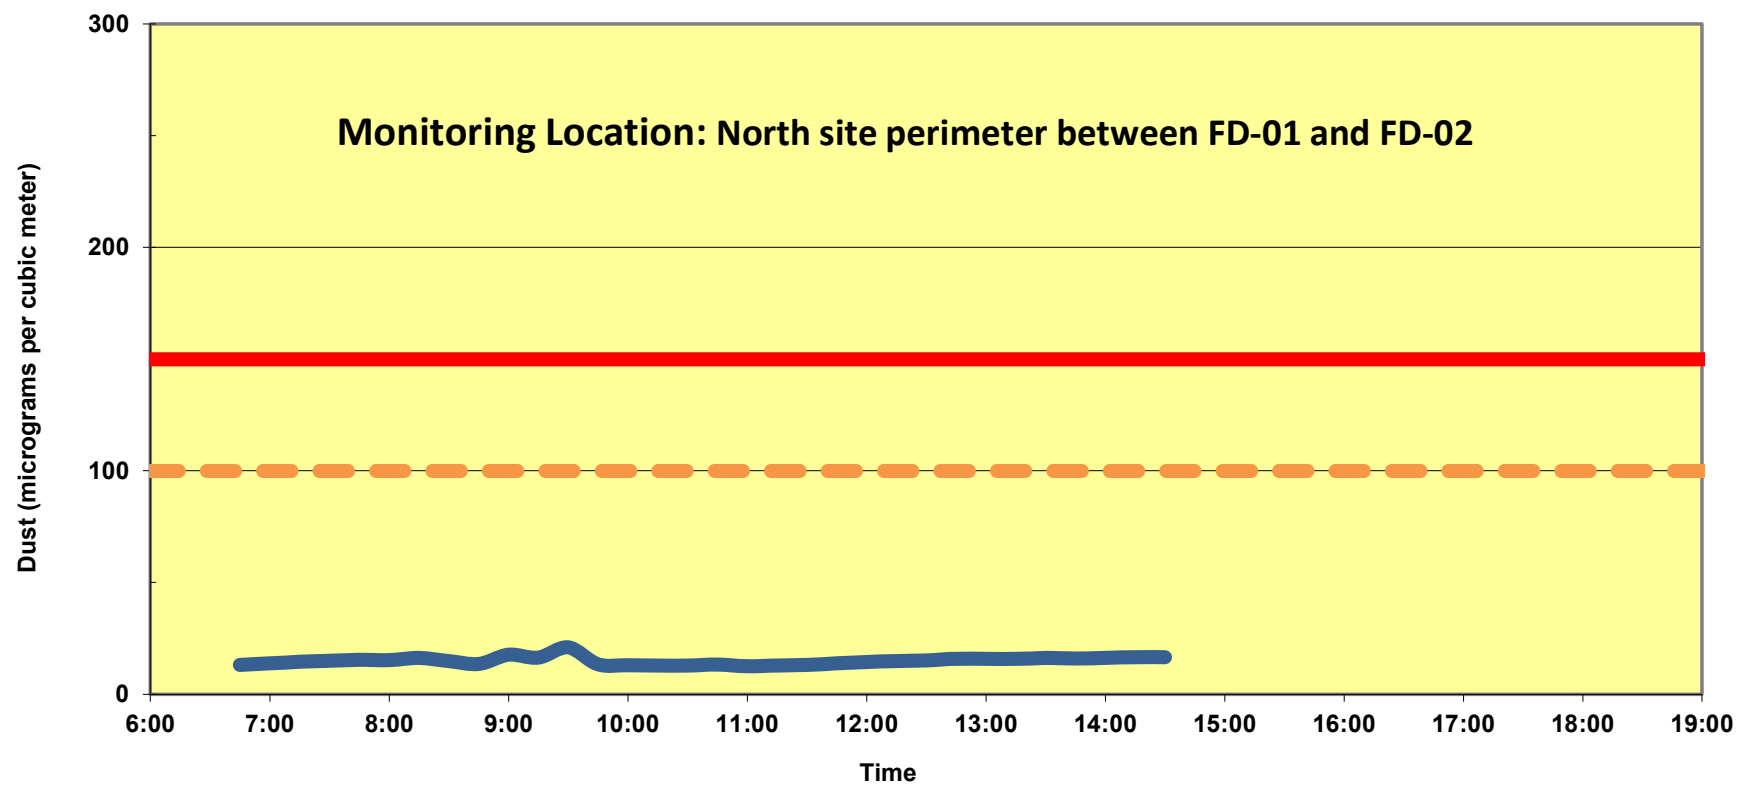 Monitoring Location: North site perimeter between FD-01 and FD-02
Dust (micrograms per cubic meter)
300
200
100
0
6:00 7:00 8:00 9:00 10:00 11:00 12:00 13:00 14:00 15:00 16:00 17:00 18:00 19:00
Time